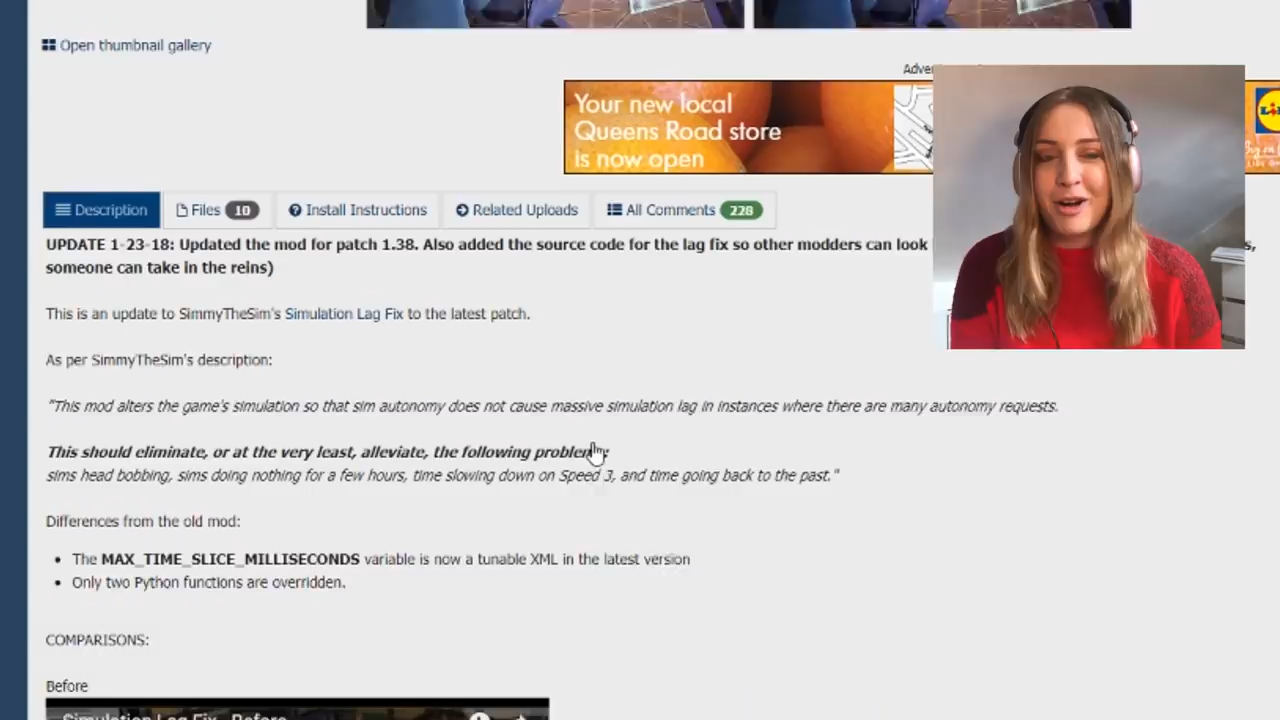 Open thumbnail gallery
Your new local
Queens Road store
is now open
Description
Files 10
Install Instructions
Related Uploads
All Comments 228
UPDATE 1-23-18: Updated the mod for patch 1.38. Also added the source code for the lag fix so other modders can look
someone can take in the reins)
This is an update to SimmyTheSim's Simulation Lag Fix to the latest patch.
As per SimmyTheSim's description:
"This mod alters the game's simulation so that sim autonomy does not cause massive simulation lag in instances where there are many autonomy requests.
This should eliminate, or at the very least, alleviate, the following problem
sims head bobbing, sims doing nothing for a few hours, time slowing down on Speed 3, and time going back to the past."
Differences from the old mod:
• The MAX_TIME_SLICE_MILLISECONDS variable is now a tunable XML in the latest version
• Only two Python functions are overridden.
COMPARISONS:
Before
Simulation Lag Fix - Before